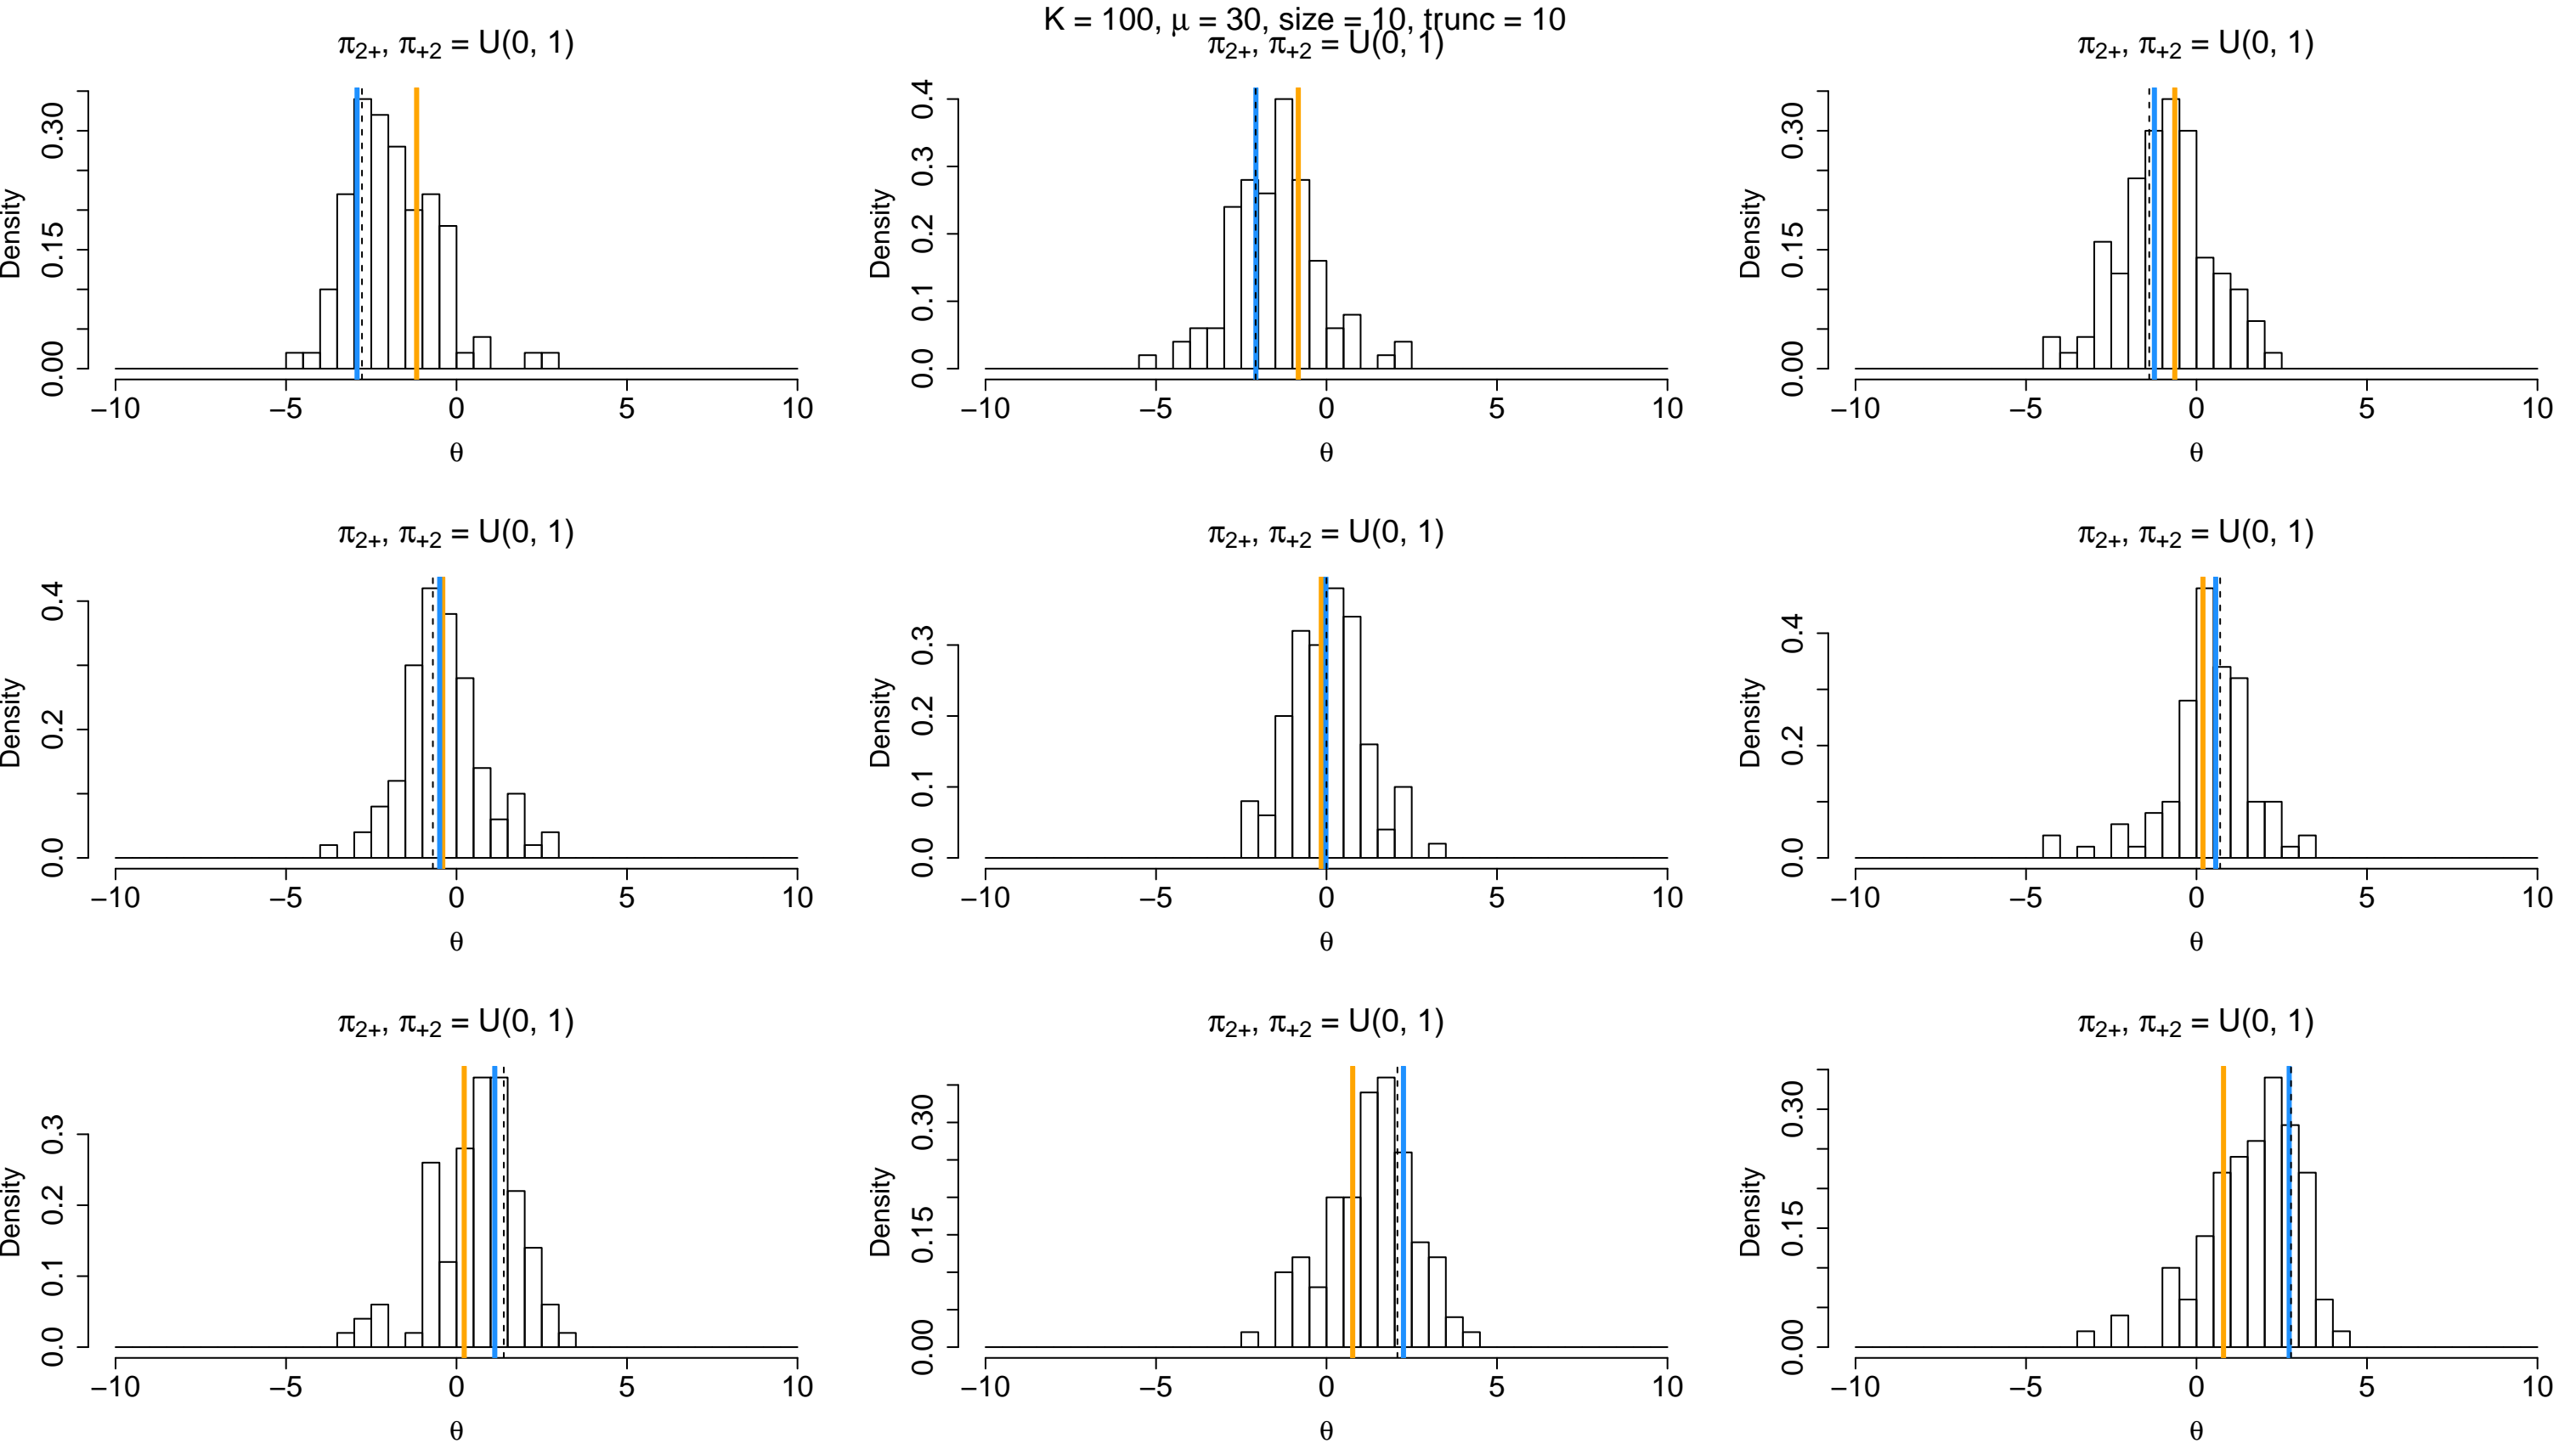 K = 100, μ = 30, size = 10, trunc = 10
π2+, π+2 = U(0, 1) π2+, π+2 = U(0, 1) π2+, π+2 = U(0, 1)
Density 0.00 0.15 0.30 Density 0.0 0.1 0.2 0.3 0.4 Density 0.00 0.15 0.30
−10 −5 0 5 10 −10 −5 0 5 10 −10 −5 0 5 10
θ θ θ
π2+, π+2 = U(0, 1) π2+, π+2 = U(0, 1) π2+, π+2 = U(0, 1)
Density 0.0 0.2 0.4 Density 0.0 0.1 0.2 0.3 Density 0.0 0.2 0.4
−10 −5 0 5 10 −10 −5 0 5 10 −10 −5 0 5 10
θ θ θ
π2+, π+2 = U(0, 1) π2+, π+2 = U(0, 1) π2+, π+2 = U(0, 1)
Density 0.0 0.1 0.2 0.3 Density 0.00 0.15 0.30 Density 0.00 0.15 0.30
−10 −5 0 5 10 −10 −5 0 5 10 −10 −5 0 5 10
θ θ θ